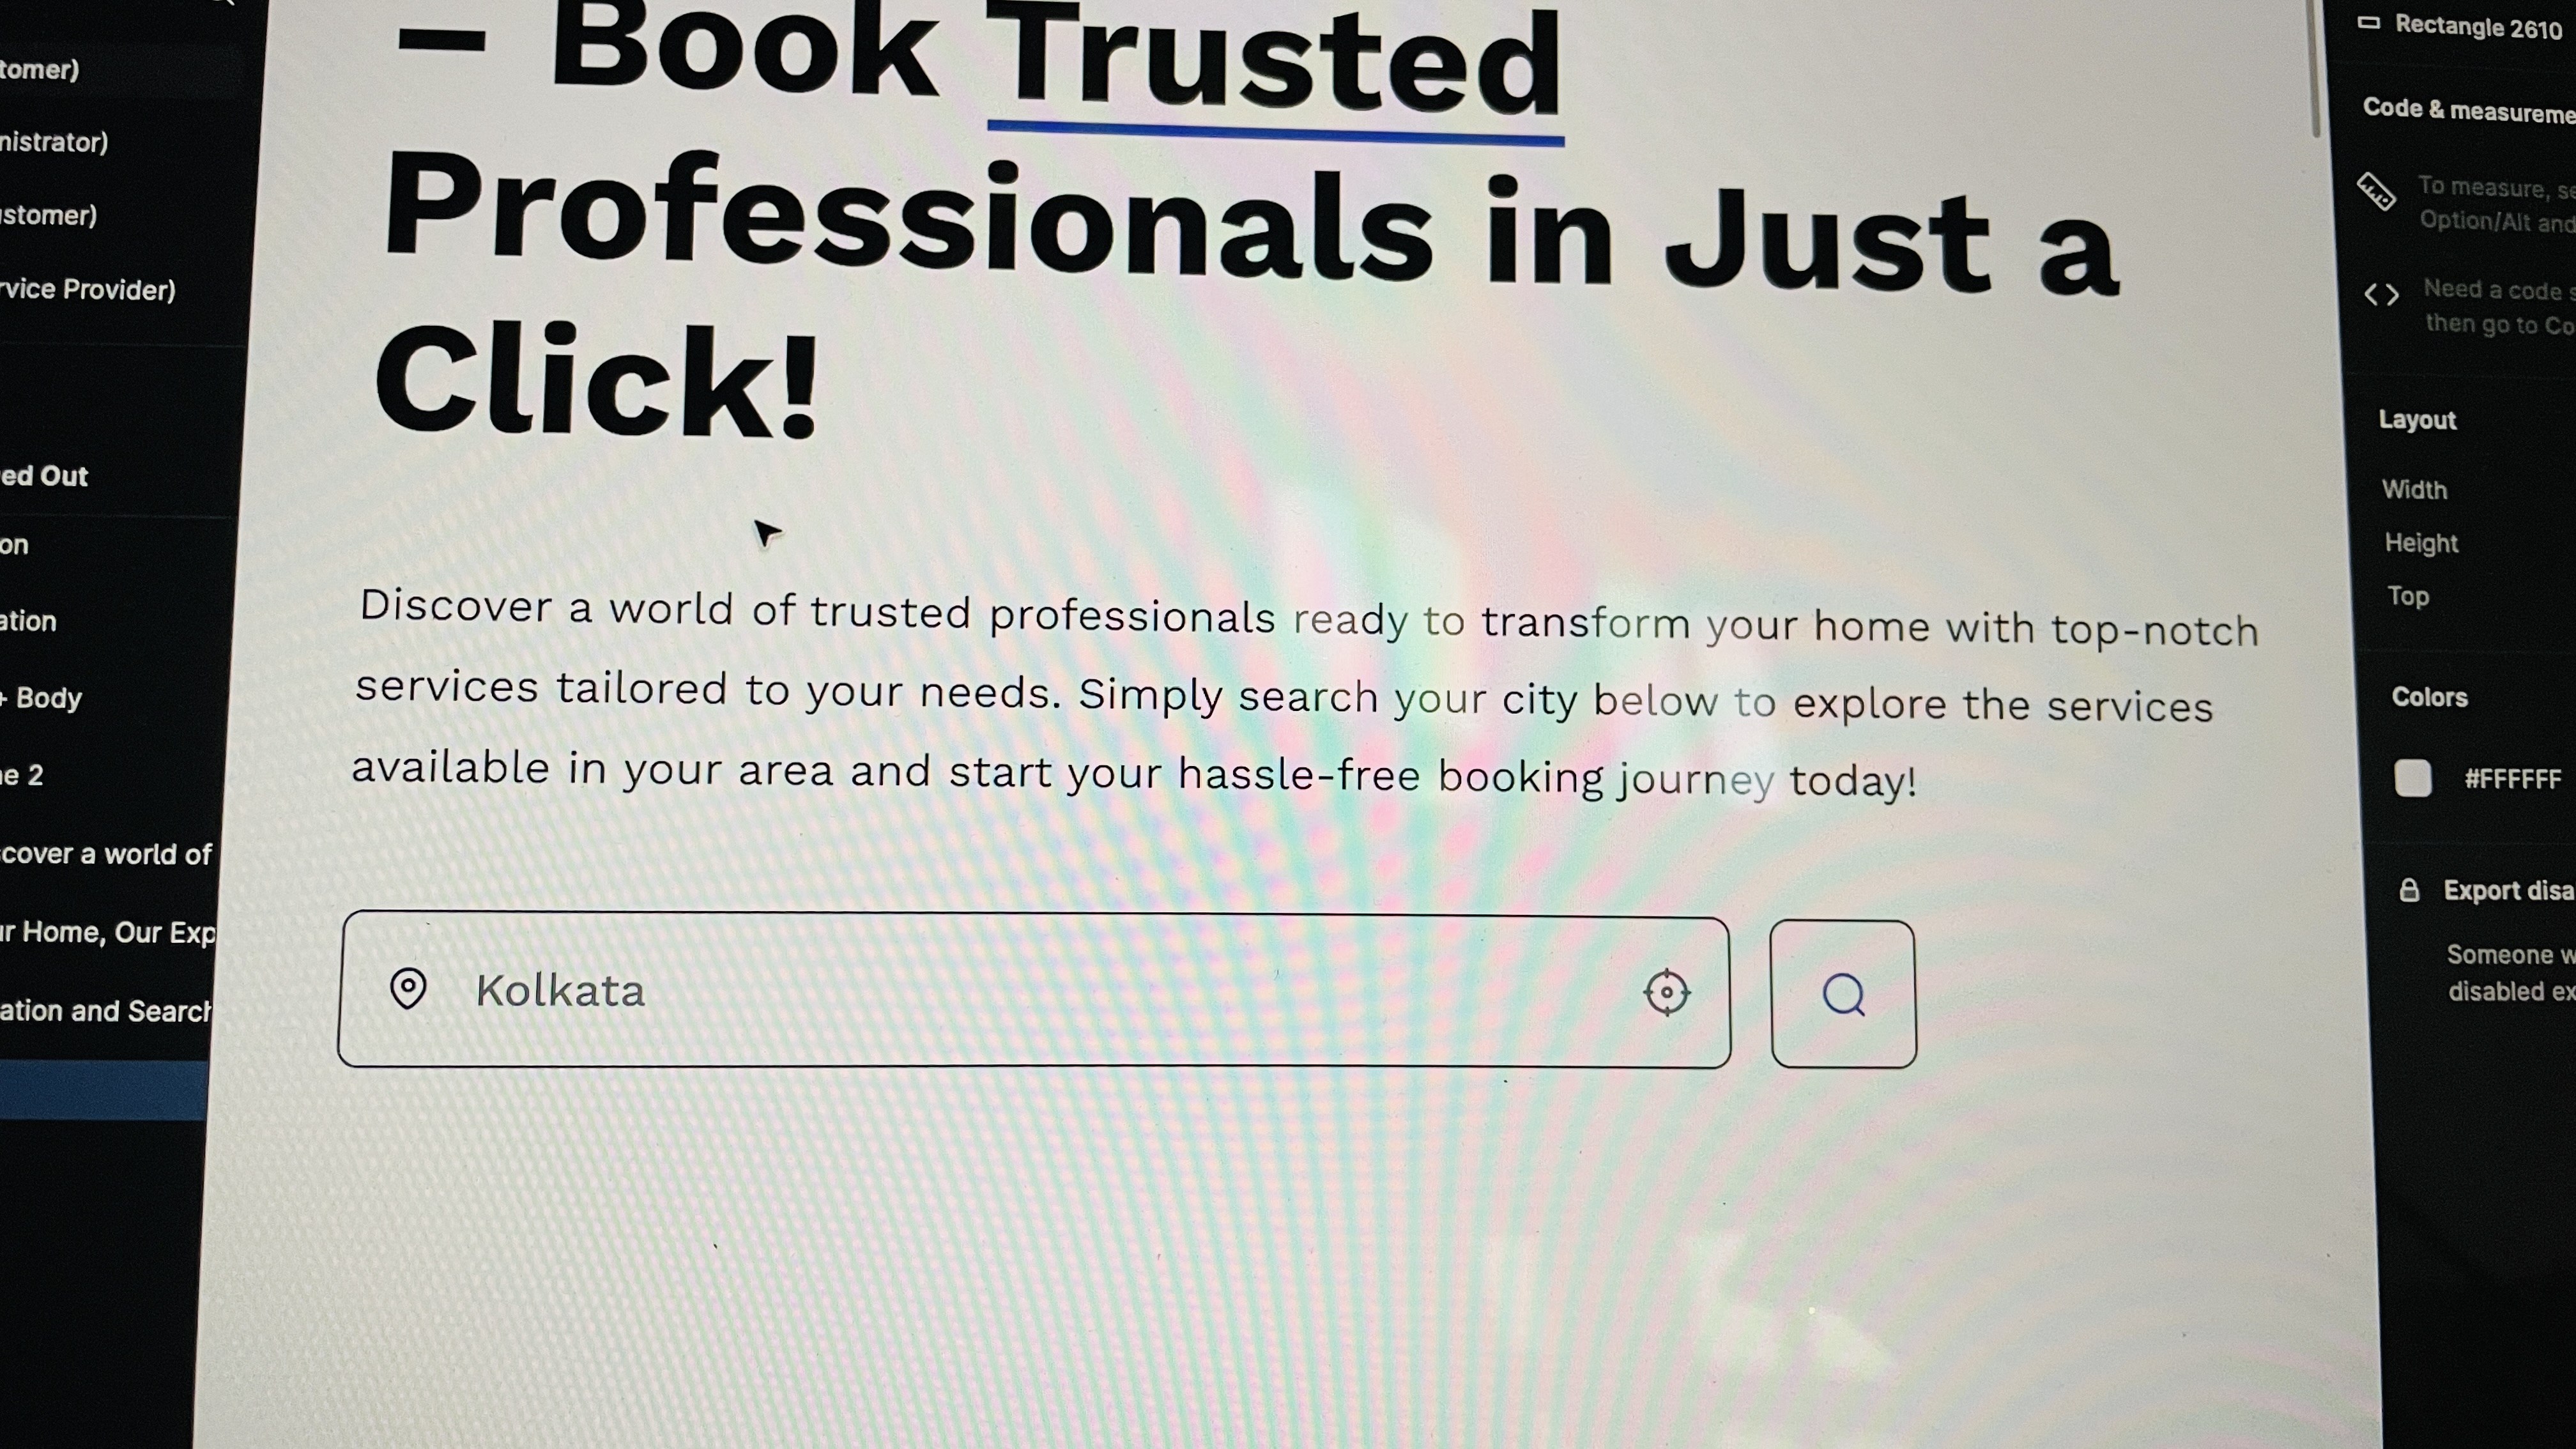 tomer)
nistrator)
stomer)
rvice Provider)
ed Out
on
ation
+ Body
e 2
cover a world of
ur Home, Our Exp
ation and Search
– Book Trusted
Professionals in Just a
Click!
Discover a world of trusted professionals ready to transform your home with top-notch
services tailored to your needs. Simply search your city below to explore the services
available in your area and start your hassle-free booking journey today!
Kolkata
Rectangle 2610
Code & measureme
To measure, se
Option/Alt and
Need a code s
then go to Co
Layout
Width
Height
Top
Colors
#FFFFFF
Export disa
Someone w
disabled ex